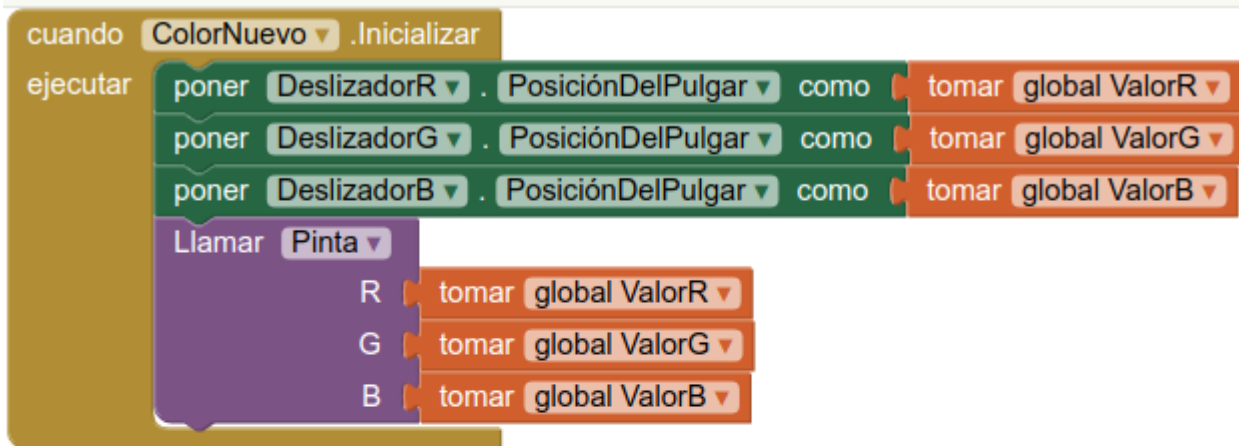 cuando ColorNuevo .Inicializar
ejecutar poner DeslizadorR . PosiciónDelPulgar como tomar global ValorR
poner DeslizadorG . PosiciónDelPulgar como tomar global ValorG
poner DeslizadorB . PosiciónDelPulgar como tomar global ValorB
Llamar Pinta
R tomar global ValorR
G tomar global ValorG
B tomar global ValorB